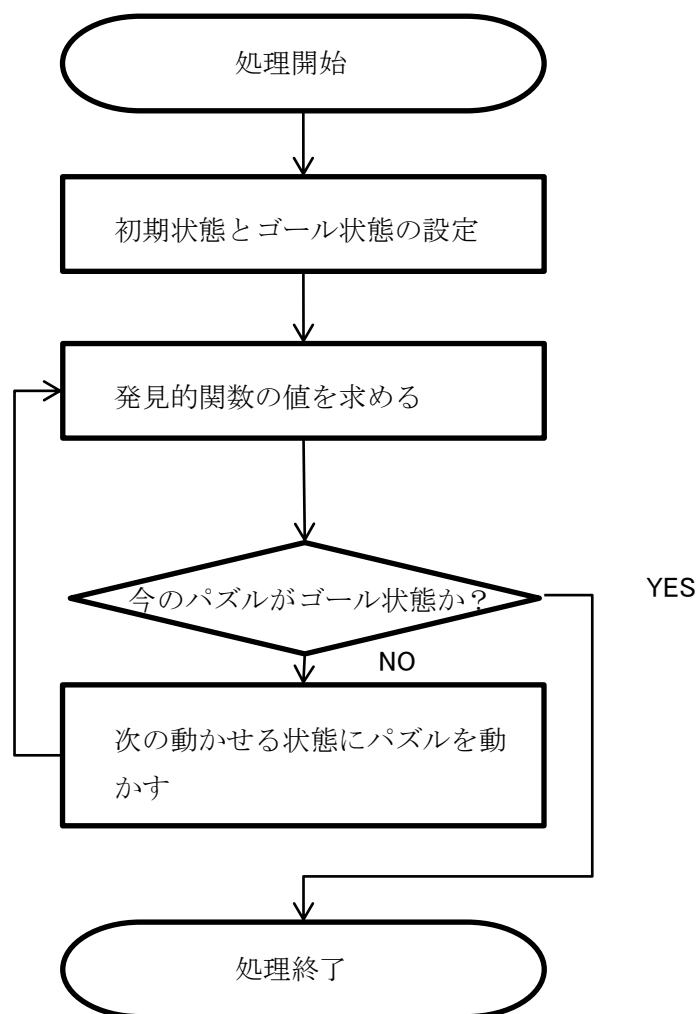 処理開始
初期状態とゴール状態の設定
発見的関数の値を求める
今のパズルがゴール状態か？
YES
NO
次の動かせる状態にパズルを動
かす
処理終了